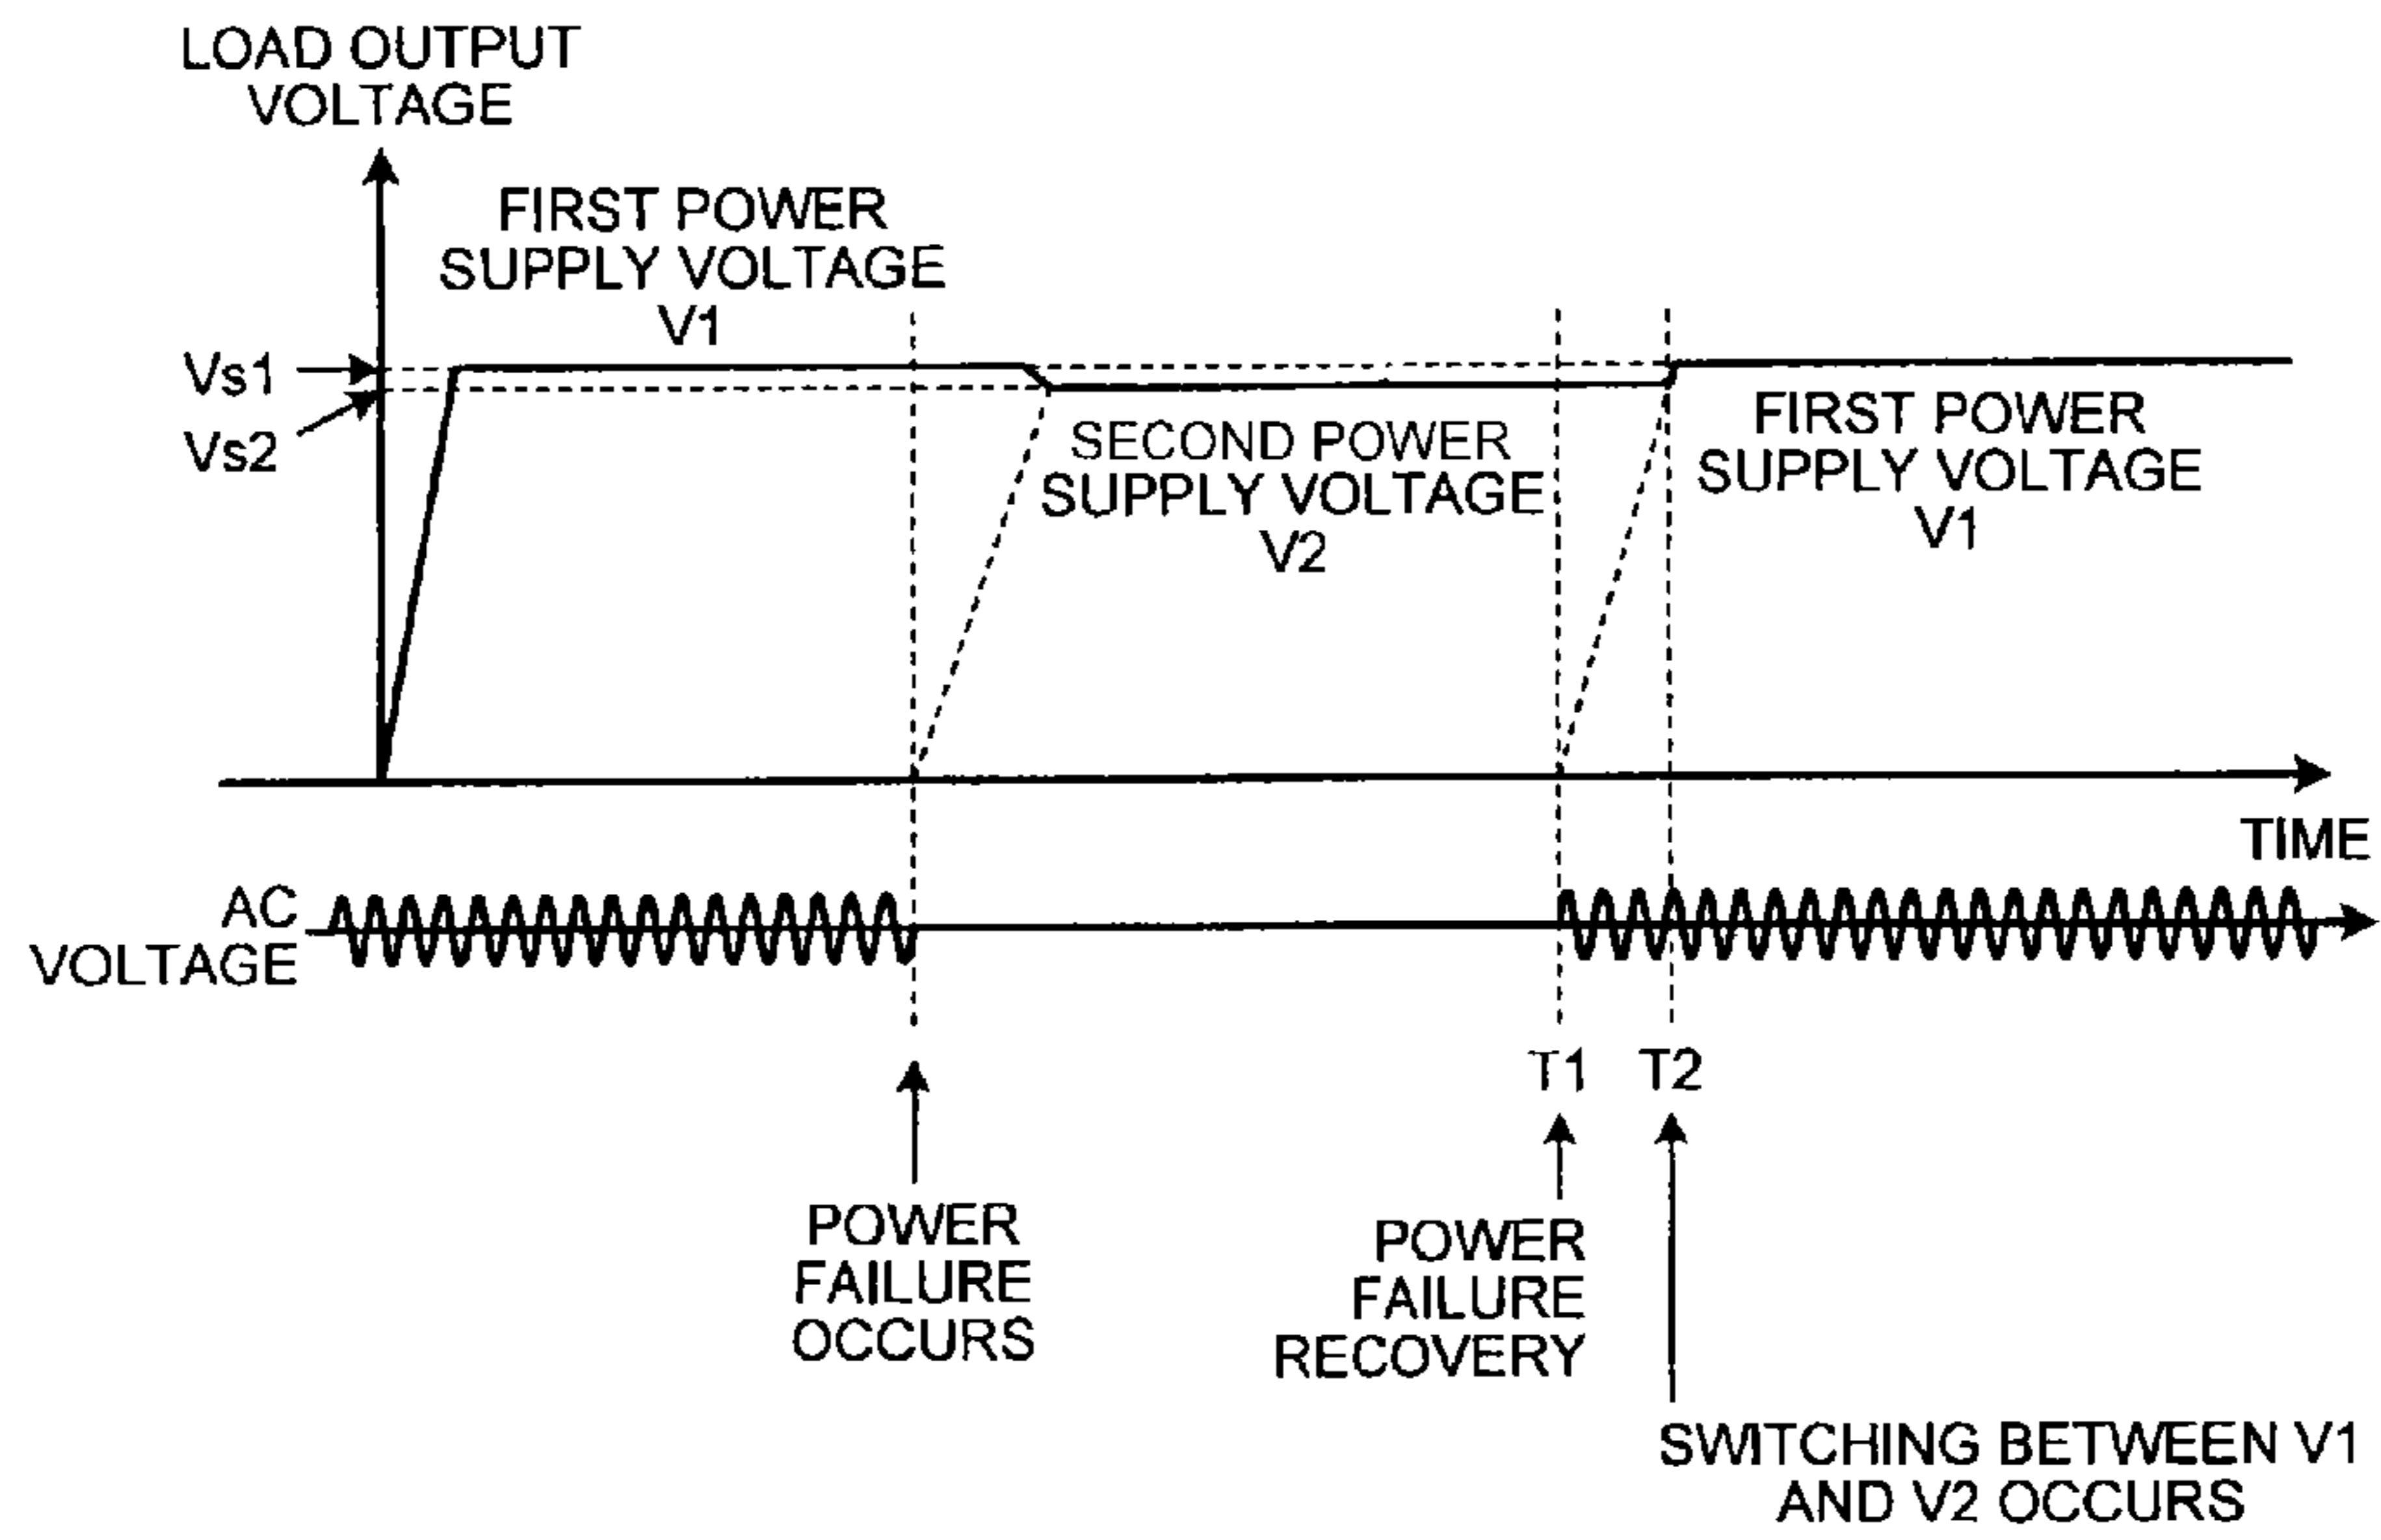 LOAD OUTPUT
VOLTAGE
FIRST POWER
SUPPLY VOLTAGE
V1
Vs1
Vs2
SECOND POWER
SUPPLY VOLTAGE
V2
FIRST POWER
SUPPLY VOLTAGE
V1
TIME
AC
VOLTAGE
T1
T2
POWER
FAILURE
OCCURS
POWER
FAILURE
RECOVERY
SWITCHING BETWEEN V1
AND V2 OCCURS